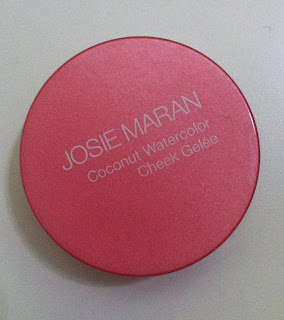 JOSIE MARAN
Coconut Watercolor
Cheek Gelée